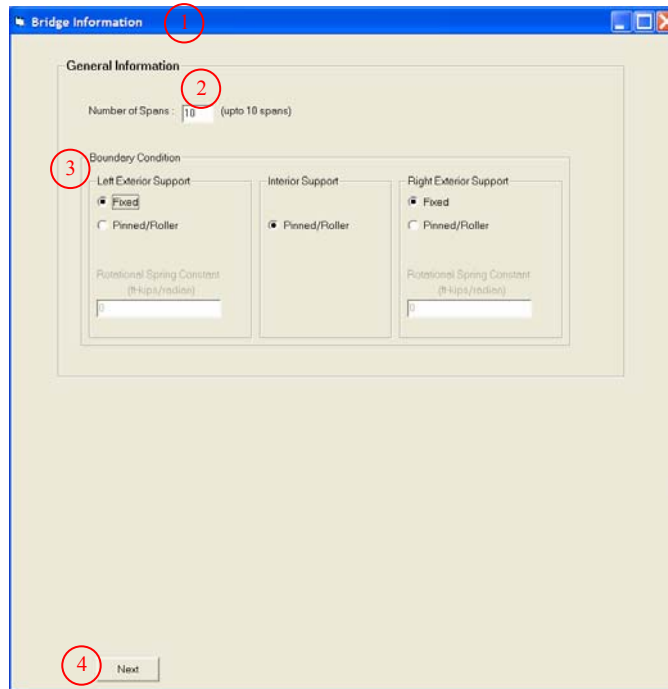 Bridge Information 1
General Information
2
Number of Spans : 10 (upto 10 spans)
3 Boundary Condition
Left Exterior Support Interior Support Right Exterior Support
Fixed Fixed
Pinned/Roller Pinned/Roller Pinned/Roller
Rotational Spring Constant Rotational Spring Constant
(ft-kips/radian) (ft-kips/radian)
0 0
4 Next